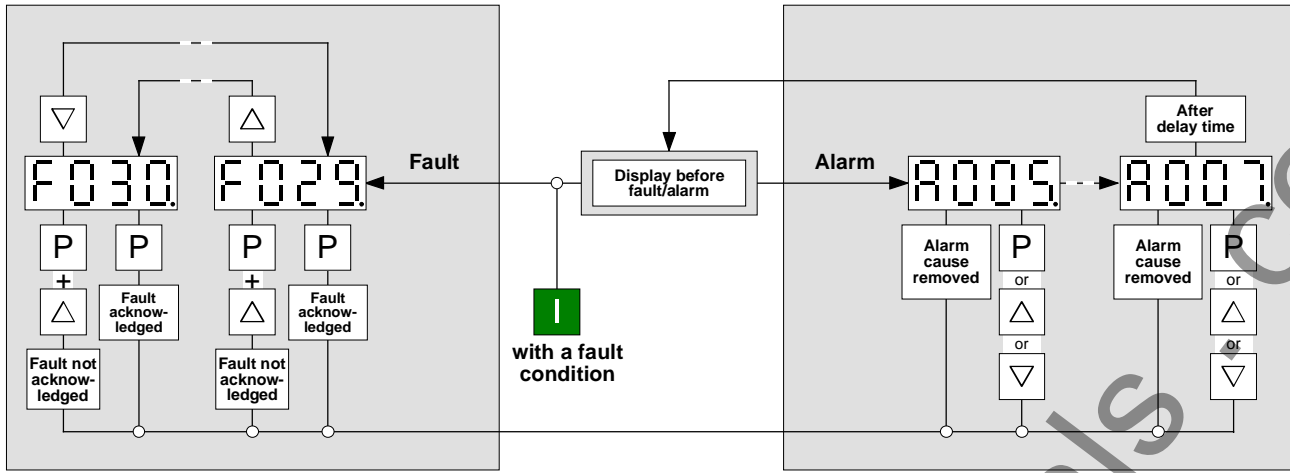 Fault
Display before
fault/alarm
Alarm
After
delay time
F030.
F029.
A005.
A007.
P
+
Fault not
acknow-
ledged
P
Fault
acknow-
ledged
P
+
Fault not
acknow-
ledged
P
Fault
acknow-
ledged
I
with a fault
condition
Alarm
cause
removed
P
or
or
Alarm
cause
removed
P
or
or